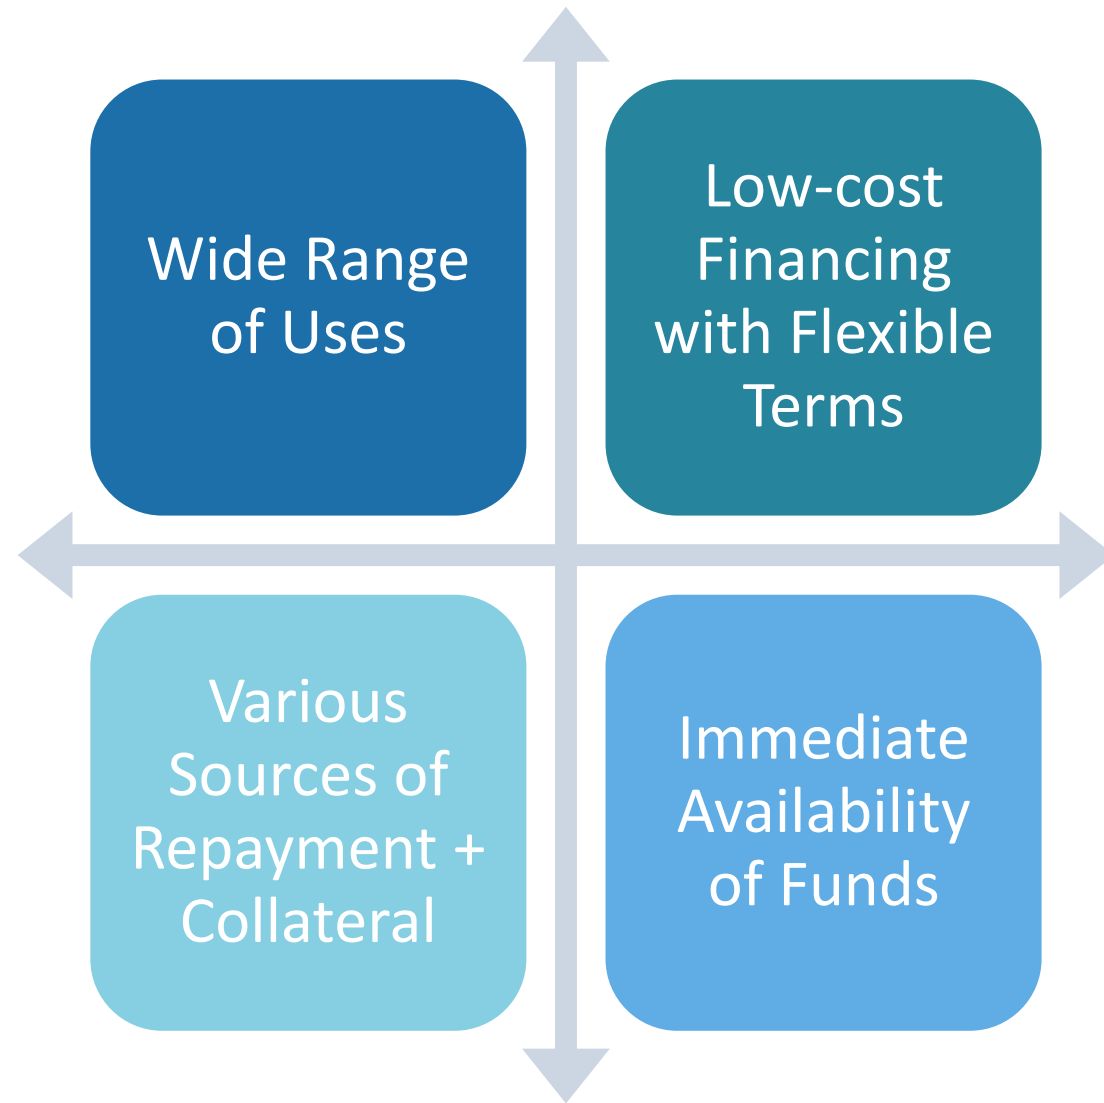 Wide Range
of Uses
Low-cost
Financing
with Flexible
Terms
Various
Sources of
Repayment +
Collateral
Immediate
Availability
of Funds